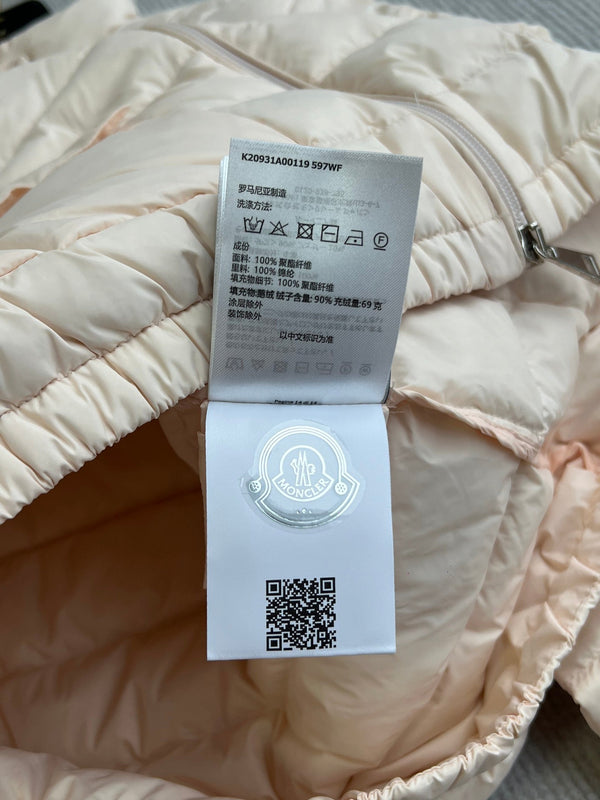 K20931A00119 597WF
罗马尼亚制造
洗涤方法:
成份
面料: 100% 聚酯纤维
里料: 100% 锦纶
填充物细节: 100% 聚酯纤维
填充物:鹅绒 绒子含量: 90% 充绒量:69 克
涂层除外
装饰除外
以中文标识为准
MONCLER